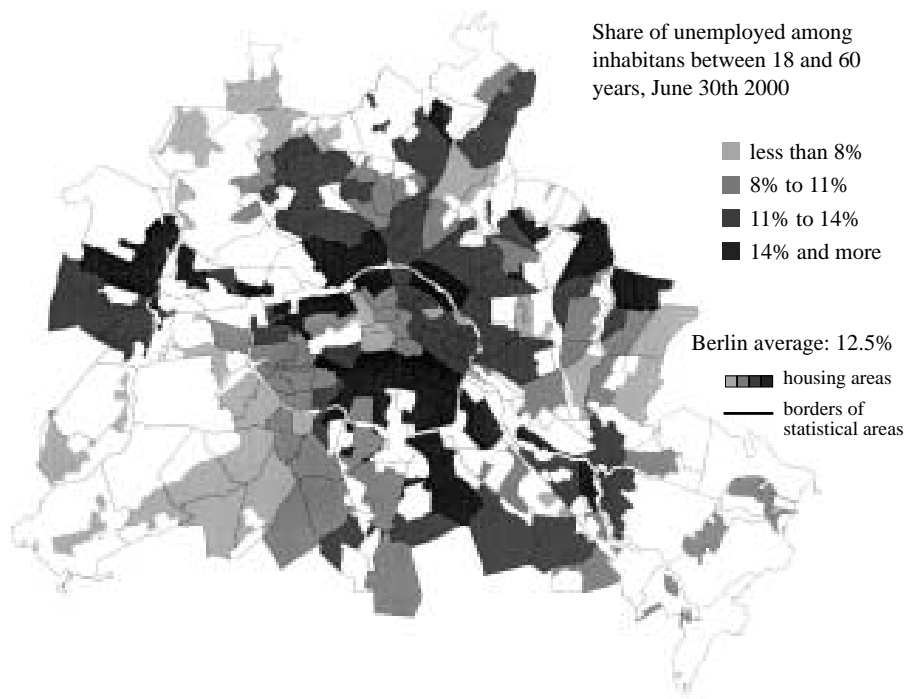 Share of unemployed among
inhabitans between 18 and 60
years, June 30th 2000
less than 8%
8% to 11%
11% to 14%
14% and more
Berlin average: 12.5%
housing areas
borders of
statistical areas